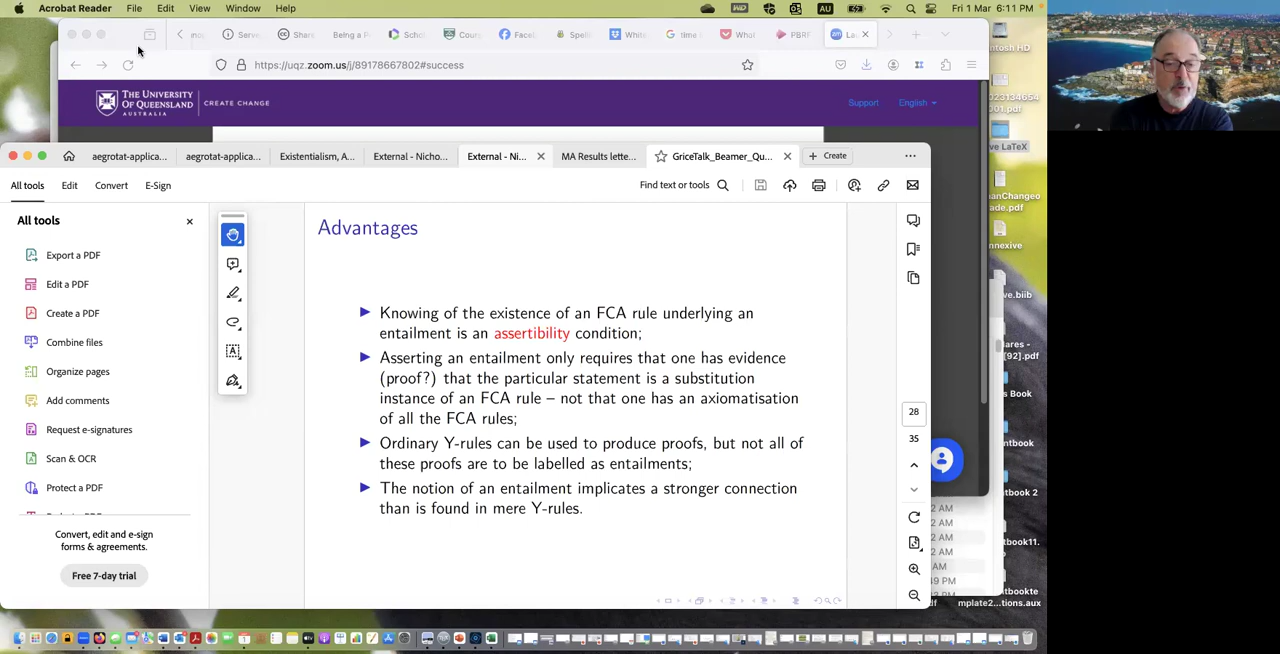 Acrobat Reader File Edit View Window Help
Fri 1 Mar 6:11 PM
https://uqz.zoom.us/j/89178667802#success
THE UNIVERSITY
OF QUEENSLAND
AUSTRALIA
CREATE CHANGE
Support English
aegrotat-applica... aegrotat-applica... Existentialism, A... External - Nicho... External - Ni... MA Results lette... GriceTalk_Beamer_Qu... + Create
All tools Edit Convert E-Sign
Find text or tools
All tools
Export a PDF
Edit a PDF
Create a PDF
Combine files
Organize pages
Add comments
Request e-signatures
Scan & OCR
Protect a PDF
Convert, edit and e-sign
forms & agreements.
Free 7-day trial
Advantages
Knowing of the existence of an FCA rule underlying an
entailment is an assertibility condition;
Asserting an entailment only requires that one has evidence
(proof?) that the particular statement is a substitution
instance of an FCA rule – not that one has an axiomatisation
of all the FCA rules;
Ordinary Y-rules can be used to produce proofs, but not all of
these proofs are to be labelled as entailments;
The notion of an entailment implicates a stronger connection
than is found in mere Y-rules.
28
35